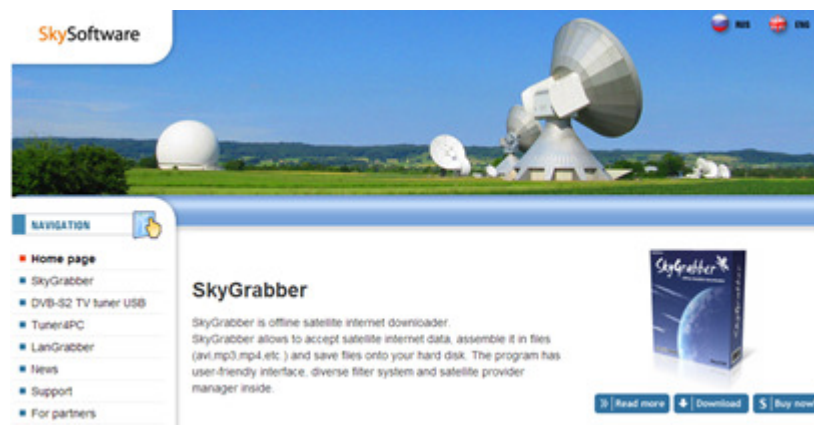 SkySoftware
RUS
ENG
NAVIGATION
Home page
SkyGrabber
DVB-S2 TV tuner USB
Tuner4PC
LanGrabber
News
Support
For partners
SkyGrabber
SkyGrabber is offline satellite internet downloader.
SkyGrabber allows to accept satellite internet data, assemble it in files
(avi,mp3,mp4,etc.) and save files onto your hard disk. The program has
user-friendly interface, diverse filter system and satellite provider
manager inside.
SkyGrabber
Read more
Download
$ Buy now!